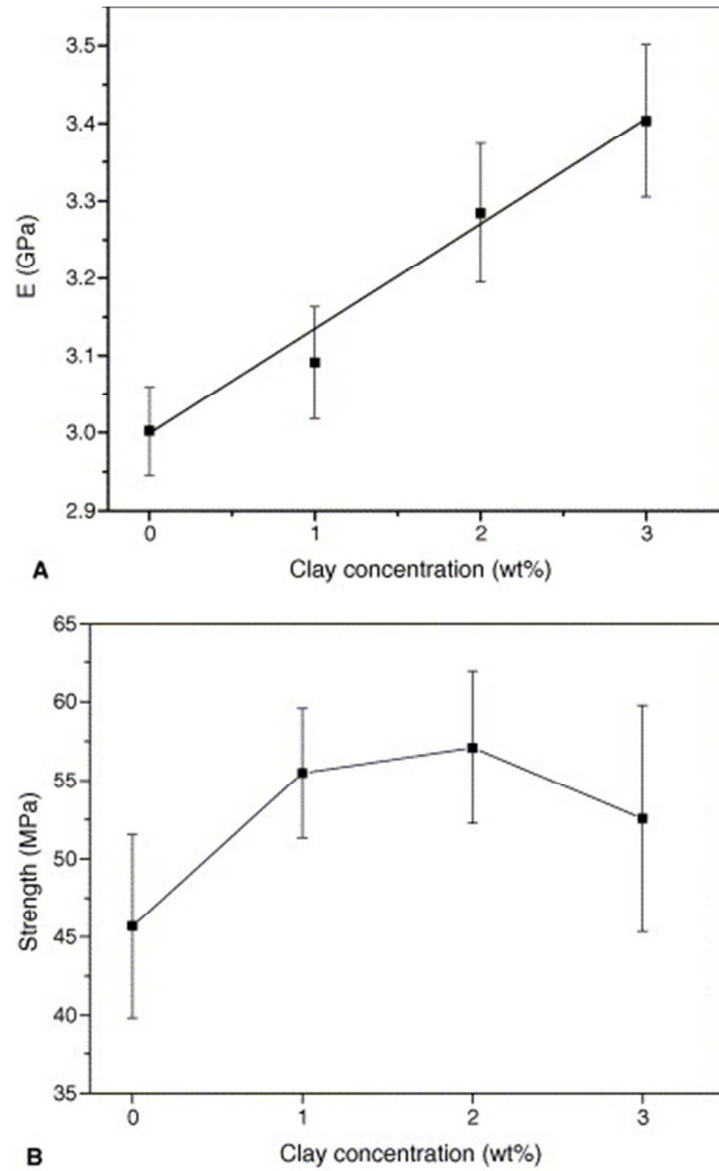 3.5
3.4
3.3
3.2
3.1
3.0
2.9
E (GPa)
0 1 2 3
A Clay concentration (wt%)
65
60
55
50
45
40
35
Strength (MPa)
0 1 2 3
B Clay concentration (wt%)